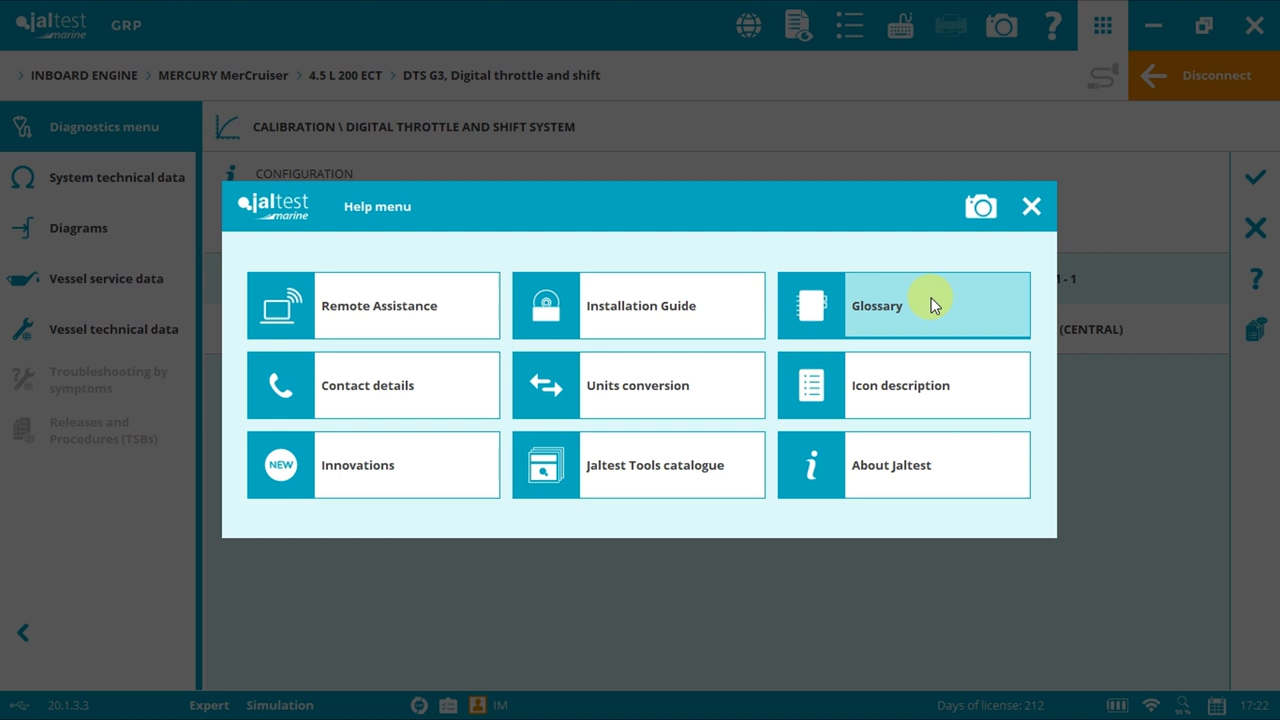 jaltest
marine
GRP
INBOARD ENGINE
MERCURY MerCruiser
4.5 L 200 ECT
DTS G3, Digital throttle and shift
Disconnect
Diagnostics menu
CALIBRATION \ DIGITAL THROTTLE AND SHIFT SYSTEM
System technical data
CONFIGURATION
jaltest
marine
Help menu
Diagrams
Vessel service data
1 - 1
Vessel technical data
(CENTRAL)
Remote Assistance
Installation Guide
Glossary
Contact details
Units conversion
Icon description
NEW
Innovations
Jaltest Tools catalogue
About Jaltest
Troubleshooting by
symptoms
Releases and
Procedures (TSBs)
20.1.3.3
Expert
Simulation
IM
Days of license: 212
17:22